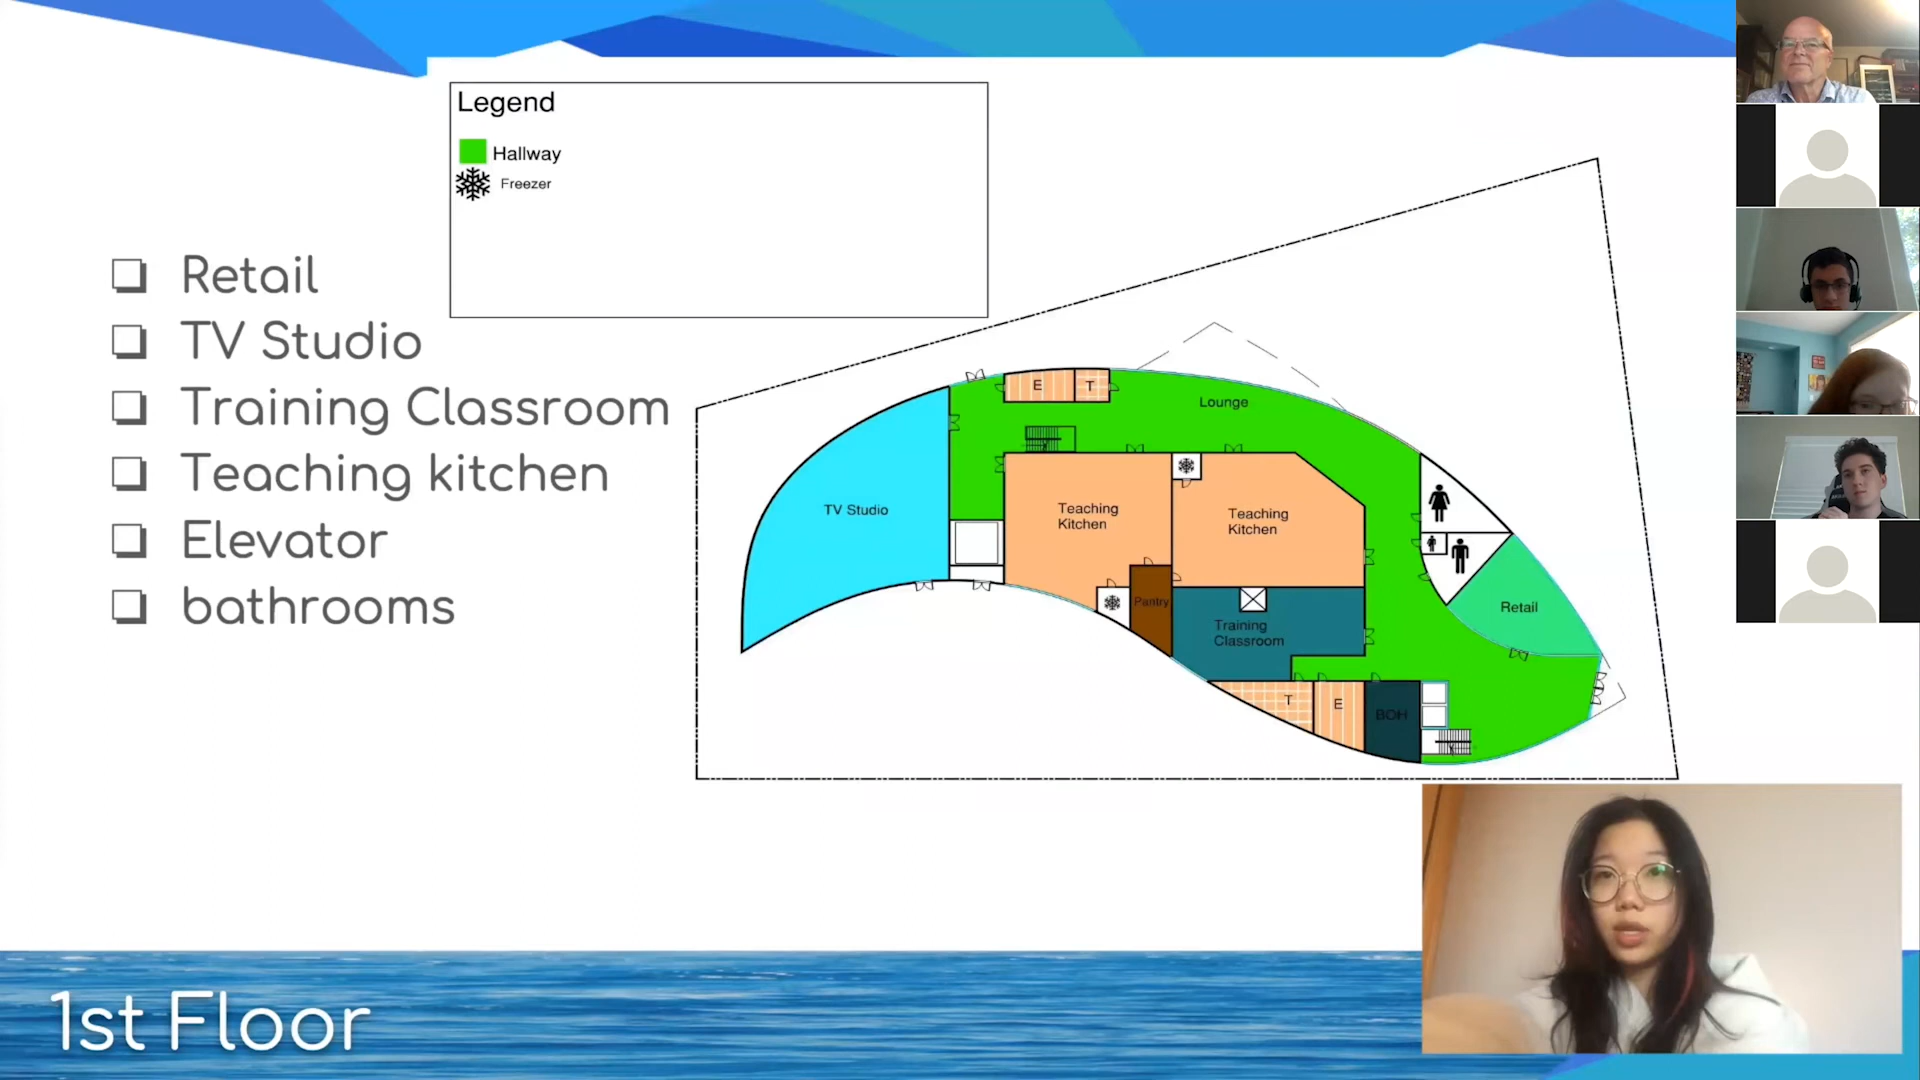 Legend
Hallway
Freezer
Retail
TV Studio
Training Classroom
Teaching kitchen
Elevator
bathrooms
E
T
Lounge
TV Studio
Teaching
Kitchen
Teaching
Kitchen
Pantry
Training
Classroom
Retail
T
E
BOH
1st Floor